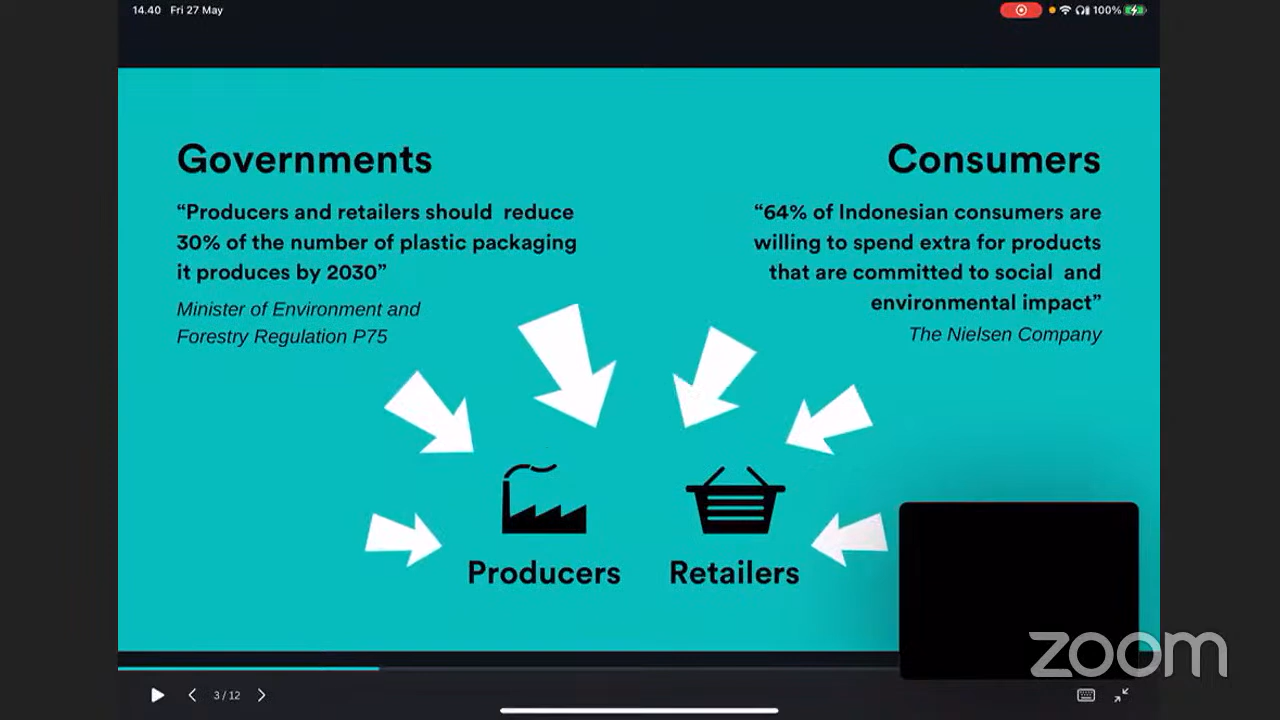 14.40 Fri 27 May
100%
Governments
“Producers and retailers should reduce
30% of the number of plastic packaging
it produces by 2030”
Minister of Environment and
Forestry Regulation P75
Consumers
“64% of Indonesian consumers are
willing to spend extra for products
that are committed to social and
environmental impact”
The Nielsen Company
Producers
Retailers
zoom
3 / 12